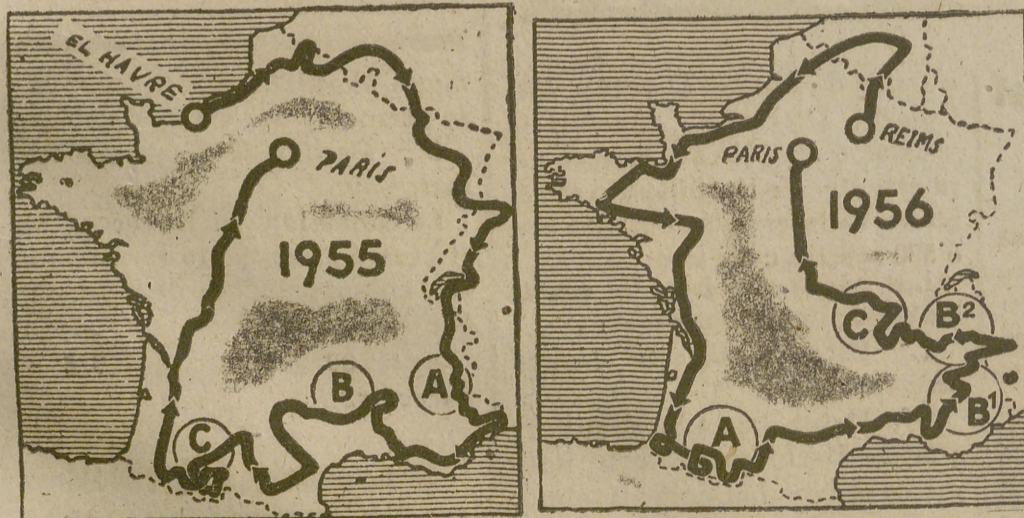 EL HAVRE
PARIS
1955
B
A
C
REIMS
PARIS
1956
C
B2
B1
A